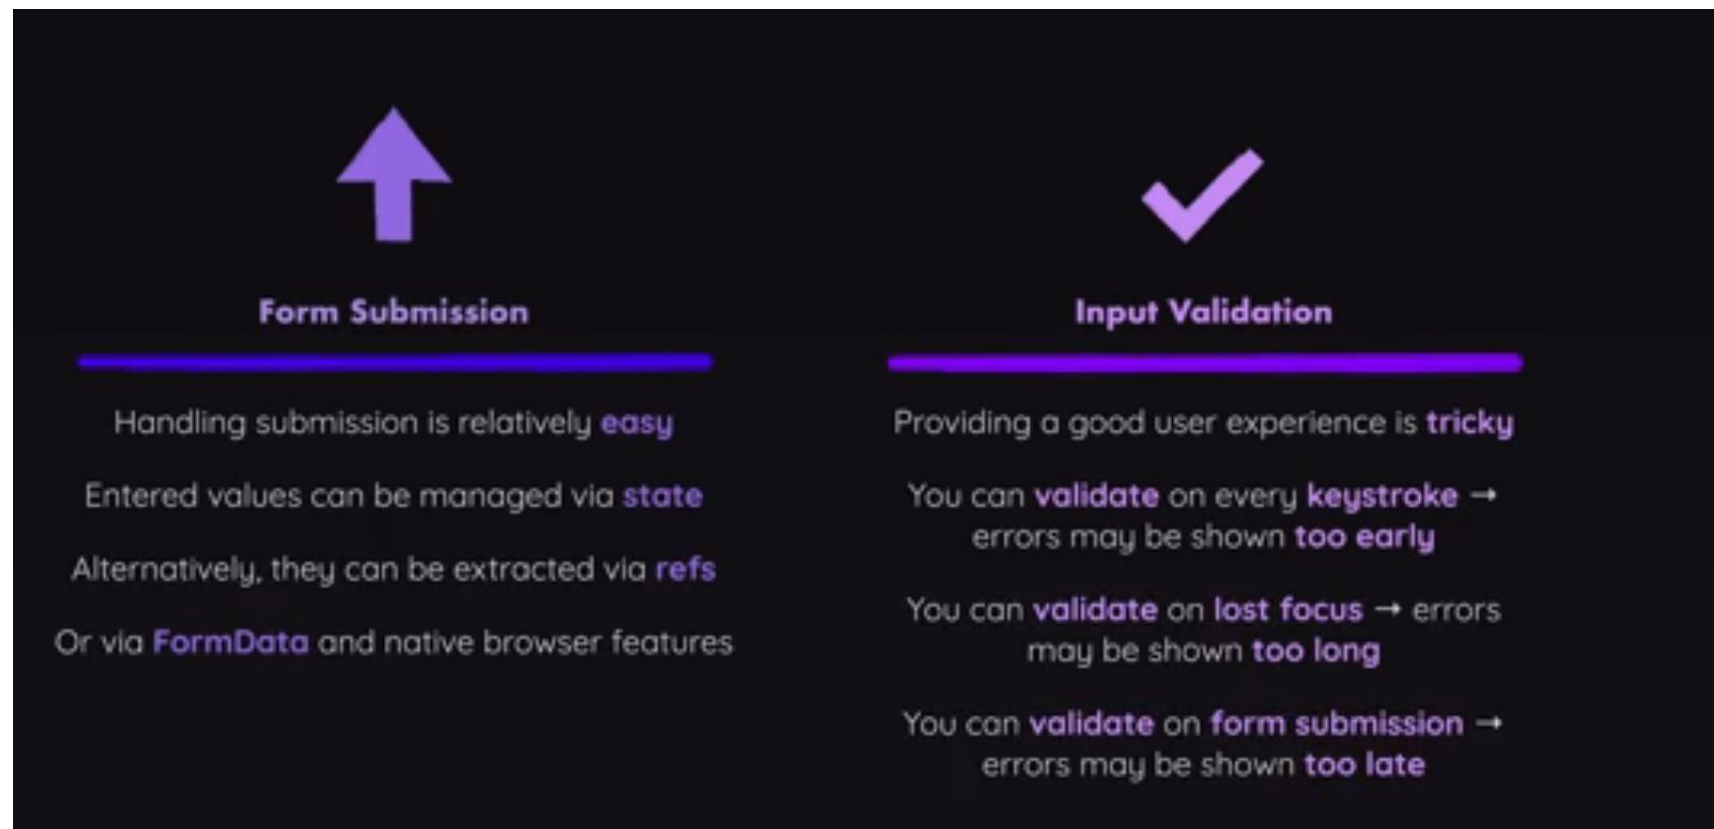 Form Submission
Handling submission is relatively easy
Entered values can be managed via state
Alternatively, they can be extracted via refs
Or via FormData and native browser features
Input Validation
Providing a good user experience is tricky
You can validate on every keystroke →
errors may be shown too early
You can validate on lost focus → errors
may be shown too long
You can validate on form submission →
errors may be shown too late